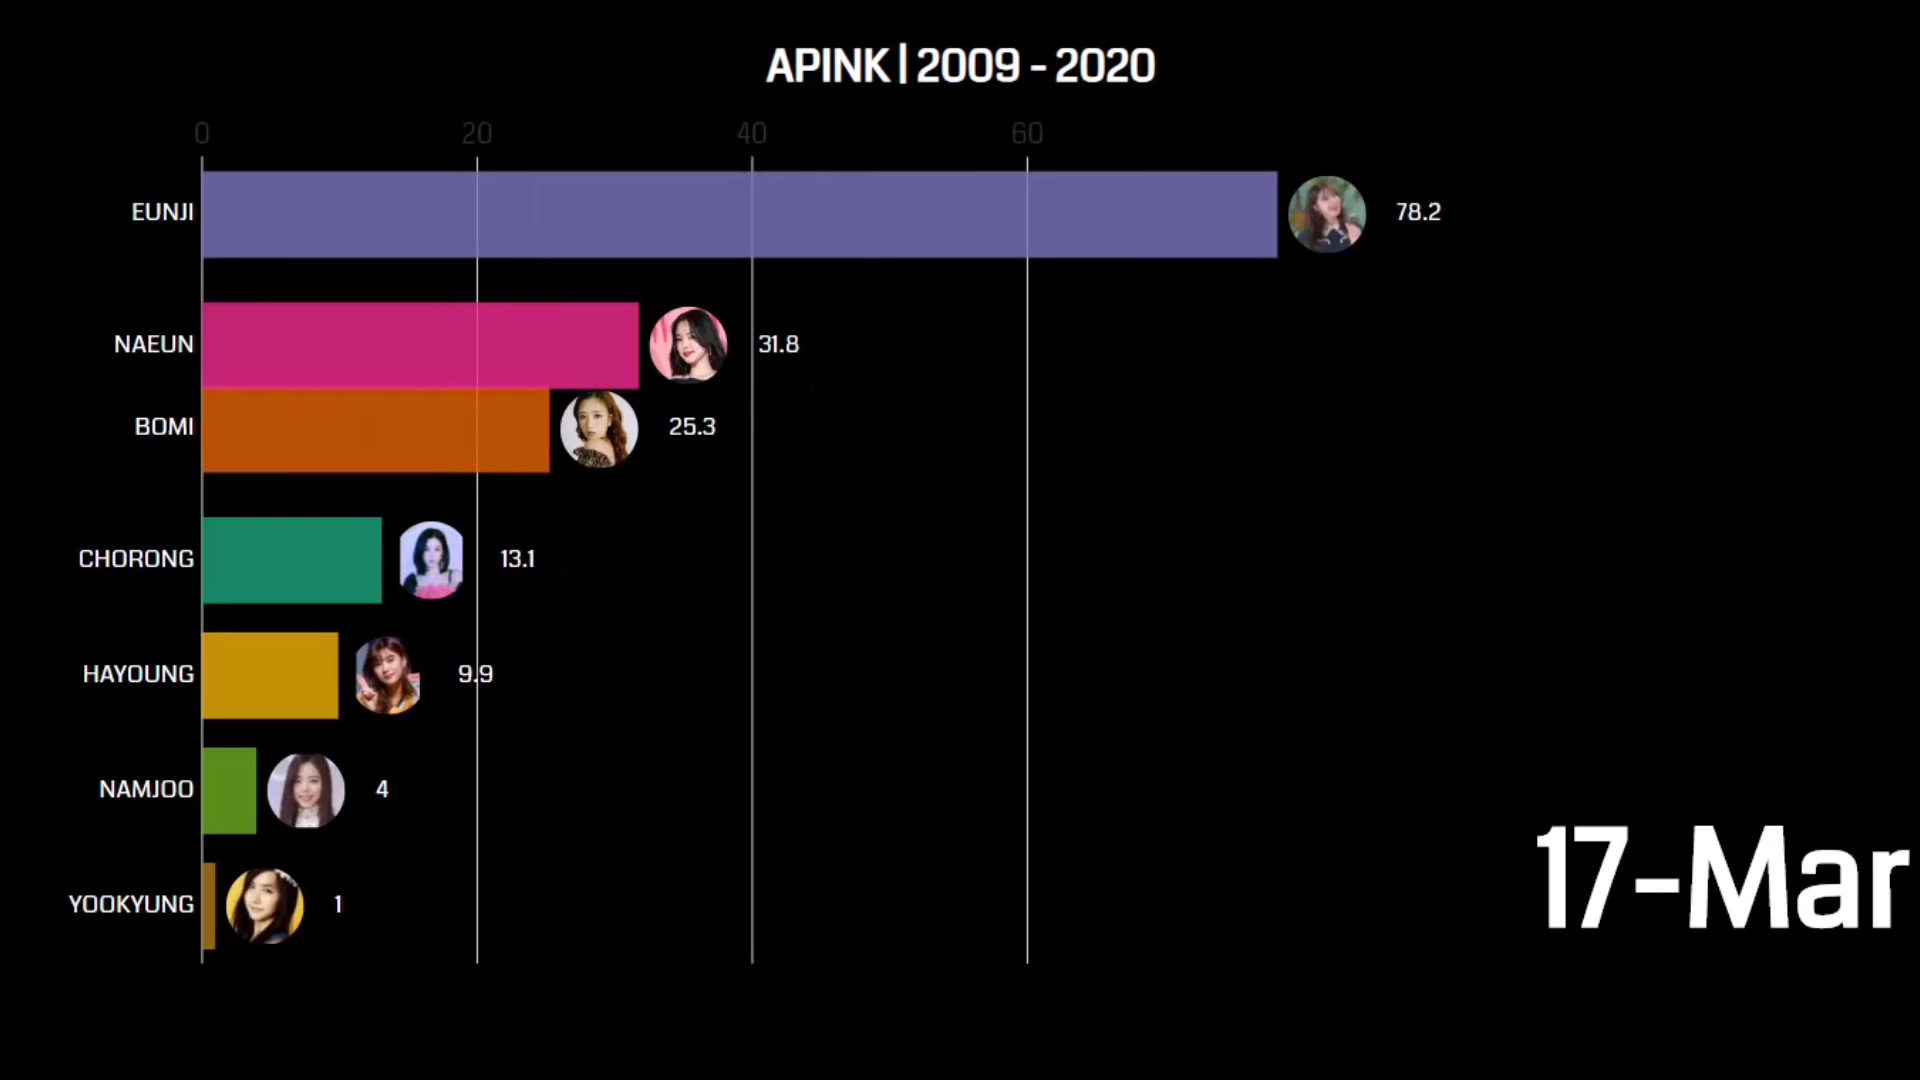 APINK | 2009 - 2020
0 20 40 60
EUNJI 78.2
NAEUN 31.8
BOMI 25.3
CHORONG 13.1
HAYOUNG 9.9
NAMJOO 4
YOOKYUNG 1
17-Mar